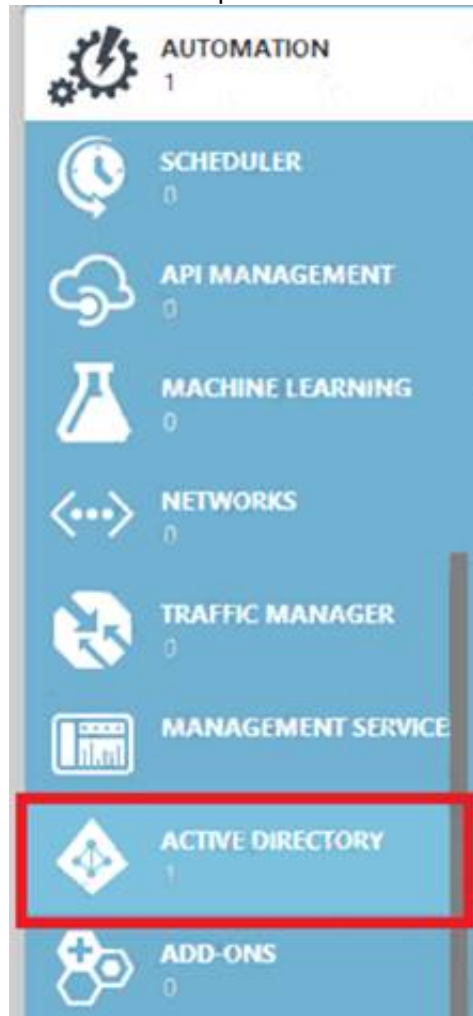 AUTOMATION
1
SCHEDULER
0
API MANAGEMENT
0
MACHINE LEARNING
0
NETWORKS
0
TRAFFIC MANAGER
0
MANAGEMENT SERVICE
ACTIVE DIRECTORY
1
ADD-ONS
0